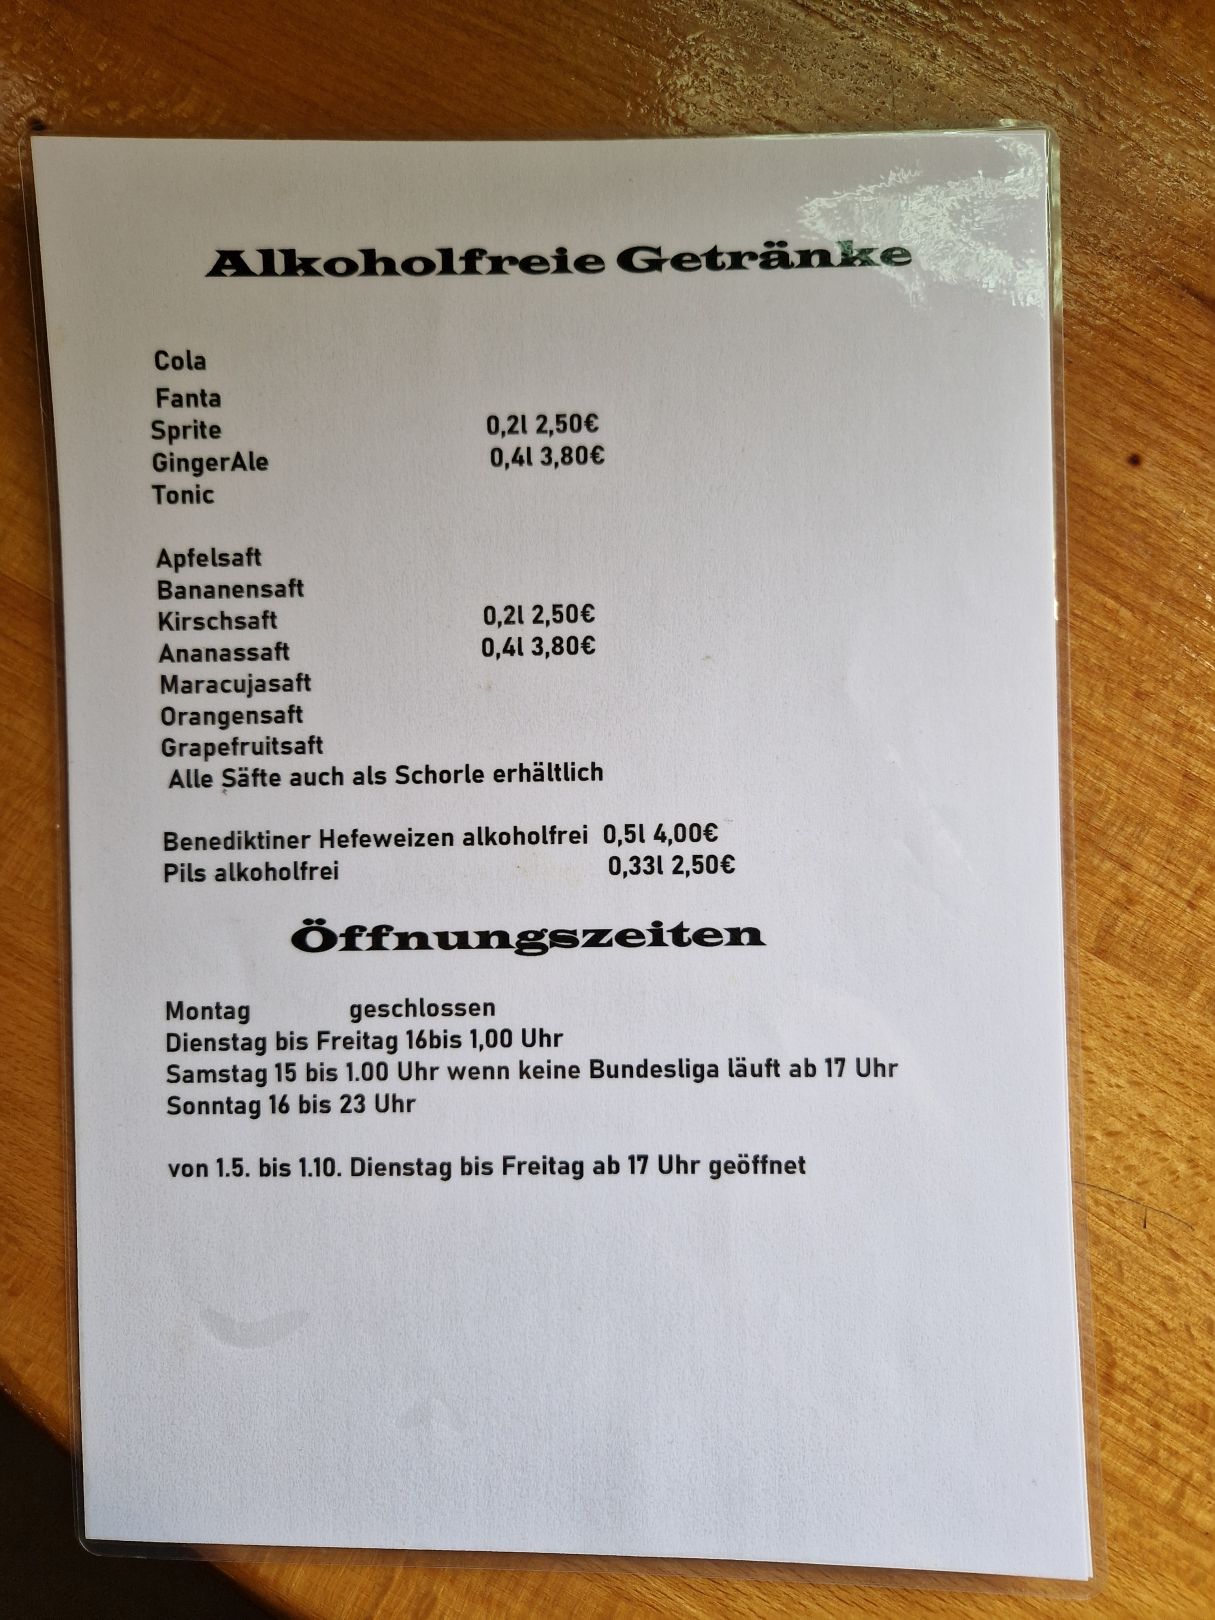 Alkoholfreie Getränke
Cola
Fanta
Sprite 0,2l 2,50€
GingerAle 0,4l 3,80€
Tonic
Apfelsaft
Bananensaft
Kirschsaft 0,2l 2,50€
Ananassaft 0,4l 3,80€
Maracujasaft
Orangensaft
Grapefruitsaft
Alle Säfte auch als Schorle erhältlich
Benediktiner Hefeweizen alkoholfrei 0,5l 4,00€
Pils alkoholfrei 0,33l 2,50€
Öffnungszeiten
Montag geschlossen
Dienstag bis Freitag 16bis 1,00 Uhr
Samstag 15 bis 1.00 Uhr wenn keine Bundesliga läuft ab 17 Uhr
Sonntag 16 bis 23 Uhr
von 1.5. bis 1.10. Dienstag bis Freitag ab 17 Uhr geöffnet